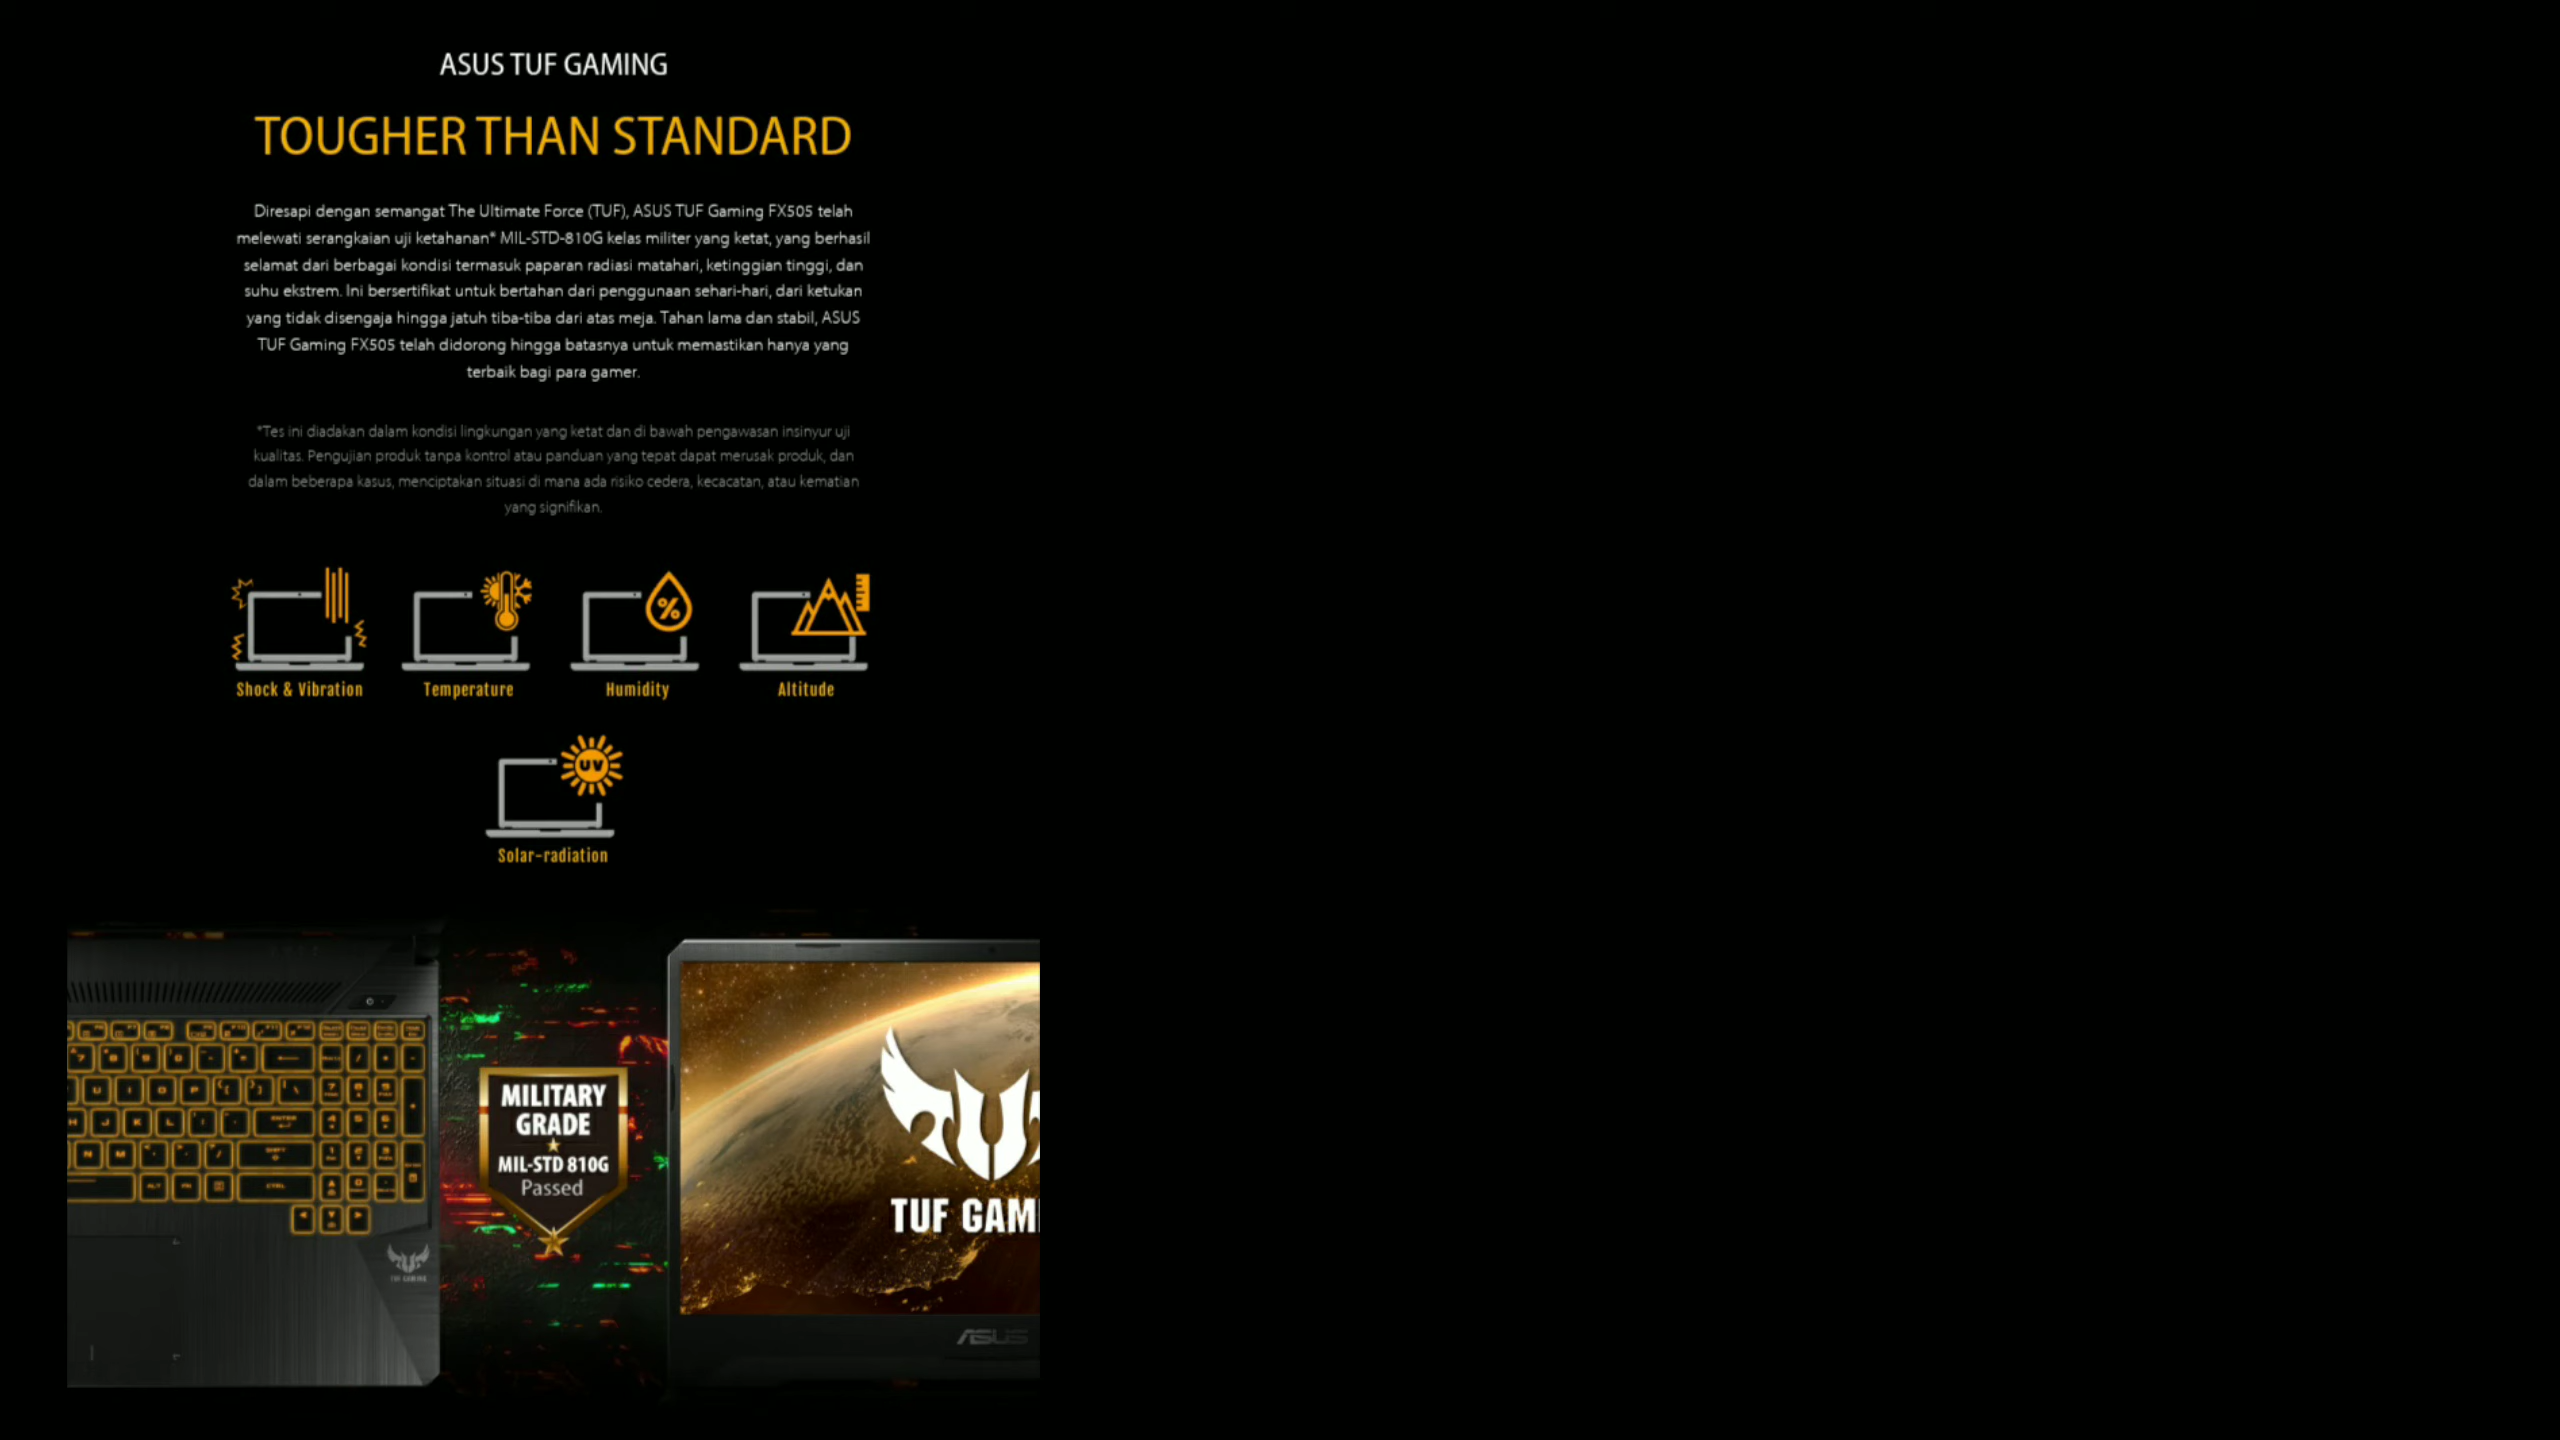 ASUS TUF GAMING
TOUGHER THAN STANDARD
Diresapi dengan semangat The Ultimate Force (TUF), ASUS TUF Gaming FX505 telah
melewati serangkaian uji ketahanan* MIL-STD-810G kelas militer yang ketat, yang berhasil
selamat dari berbagai kondisi termasuk paparan radiasi matahari, ketinggian tinggi, dan
suhu ekstrem. Ini bersertifikat untuk bertahan dari penggunaan sehari-hari, dari ketukan
yang tidak disengaja hingga jatuh tiba-tiba dari atas meja. Tahan lama dan stabil, ASUS
TUF Gaming FX505 telah didorong hingga batasnya untuk memastikan hanya yang
terbaik bagi para gamer.
*Tes ini diadakan dalam kondisi lingkungan yang ketat dan di bawah pengawasan insinyur uji
kualitas. Pengujian produk tanpa kontrol atau panduan yang tepat dapat merusak produk, dan
dalam beberapa kasus, menciptakan situasi di mana ada risiko cedera, kecacatan, atau kematian
yang signifikan.
Shock & Vibration
Temperature
Humidity
Altitude
UV
Solar-radiation
MILITARY
GRADE
MIL-STD 810G
Passed
TUF GAMI
ASUS
TUF GAMING